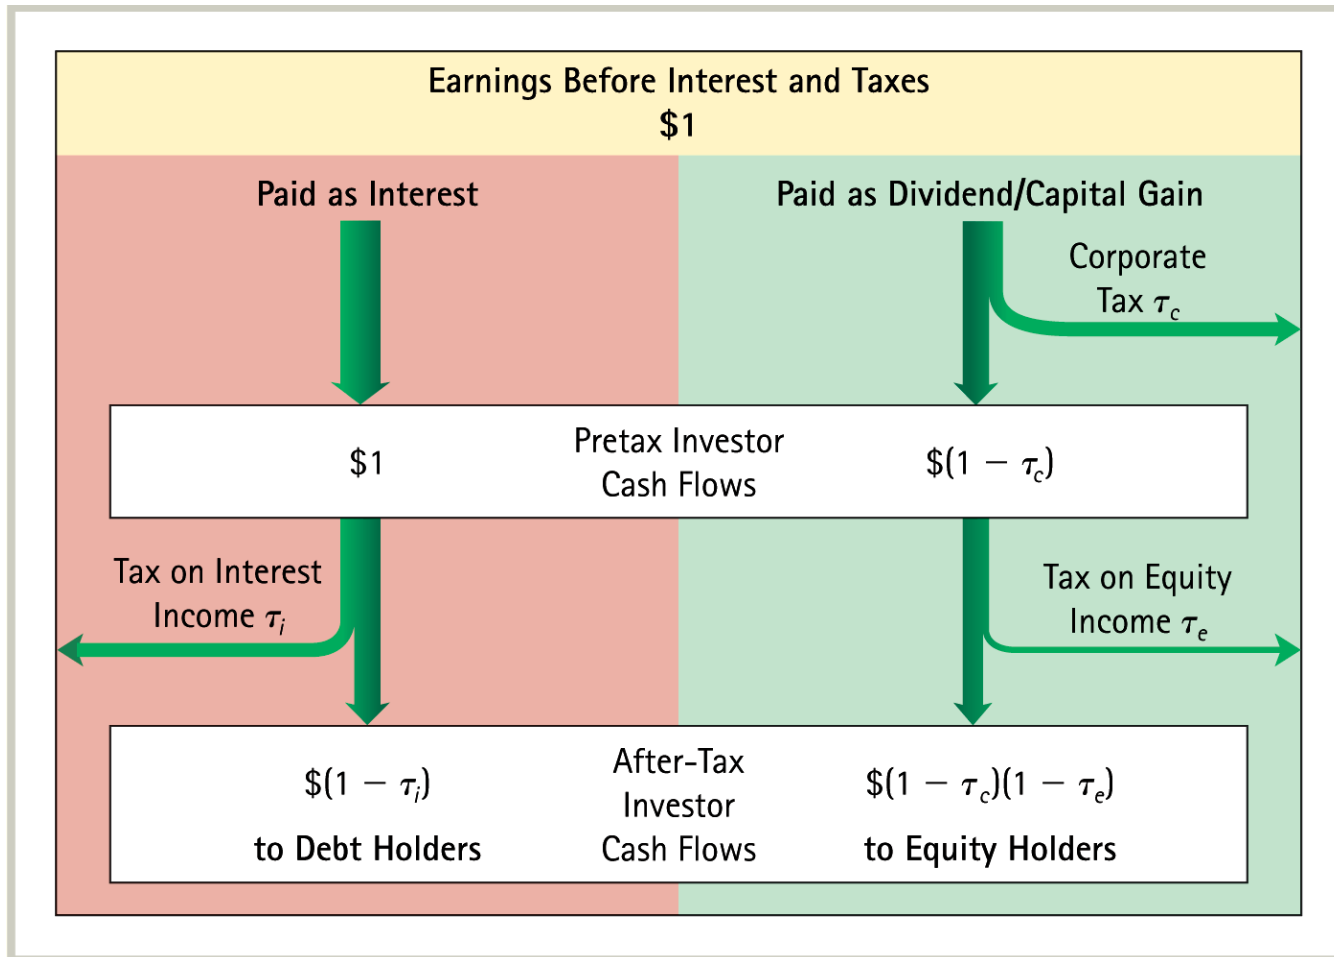 Earnings Before Interest and Taxes
$1
Paid as Interest
Paid as Dividend/Capital Gain
Corporate
Tax τc
$1
Pretax Investor
Cash Flows
$(1 − τc)
Tax on Interest
Income τi
Tax on Equity
Income τe
$(1 − τi)
to Debt Holders
After-Tax
Investor
Cash Flows
$(1 − τc)(1 − τe)
to Equity Holders